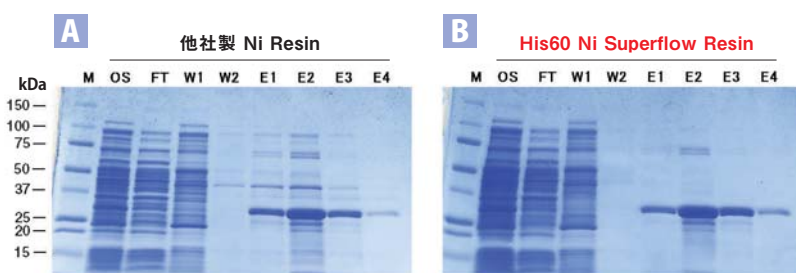 A
他社製 Ni Resin
kDa
M OS FT W1 W2 E1 E2 E3 E4
150
100
75
50
37
25
20
15
B
His60 Ni Superflow Resin
M OS FT W1 W2 E1 E2 E3 E4